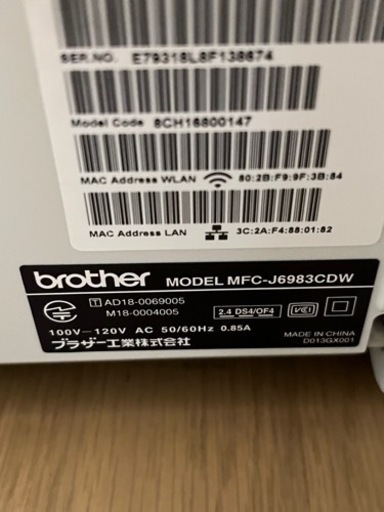 SER.NO. E79318L8F138674
Model Code 8CH16800147
MAC Address WLAN 80:2B:F9:9F:3B:84
MAC Address LAN 3C:2A:F4:88:01:82
brother MODEL MFC-J6983CDW
T AD18-0069005
M18-0004005
2.4 DS4/OF4 VCI
100V—120V AC 50/60Hz 0.85A
MADE IN CHINA
ブラザー工業株式会社
D013GX001